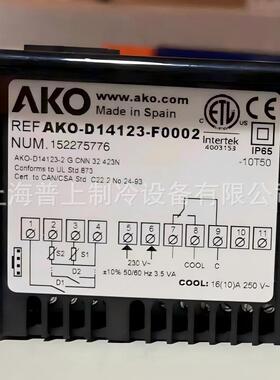 AKO
www.ako.com
Made in Spain
ETL
US
Intertek
4003153
IP65
-10T50
REF AKO-D14123-F0002
NUM. 152275776
AKO-D14123-2 G CNN 32 423N
Conforms to UL Std.873
Cert. to CAN/CSA Std C22.2 No 24-93
上海普上制冷设备有限公司
1 2 3 4 5 6 7 8 9 10 11
S2 S1
D2
D1
230 V~
±10% 50/60 Hz 3.5 VA
COOL C
COOL: 16(10)A 250 V~